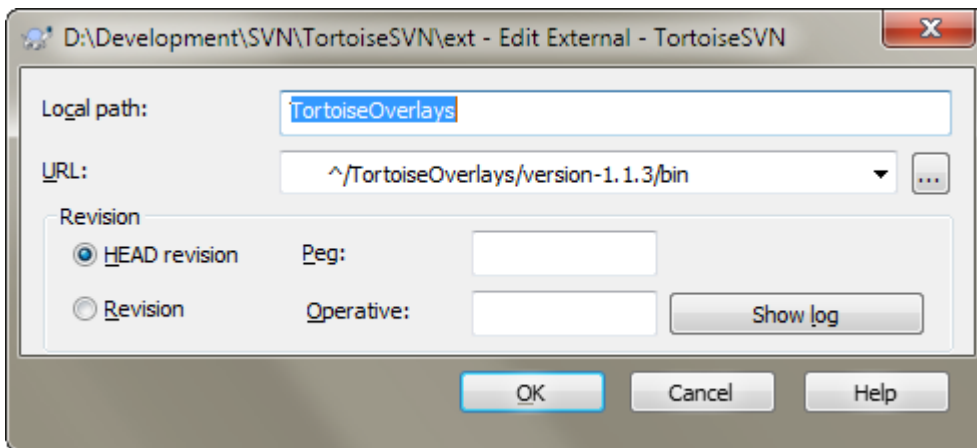 D:\Development\SVN\TortoiseSVN\ext - Edit External - TortoiseSVN
Local path: TortoiseOverlays
URL: ^/TortoiseOverlays/version-1.1.3/bin ...
Revision
HEAD revision Peg:
Revision Operative: Show log
OK Cancel Help